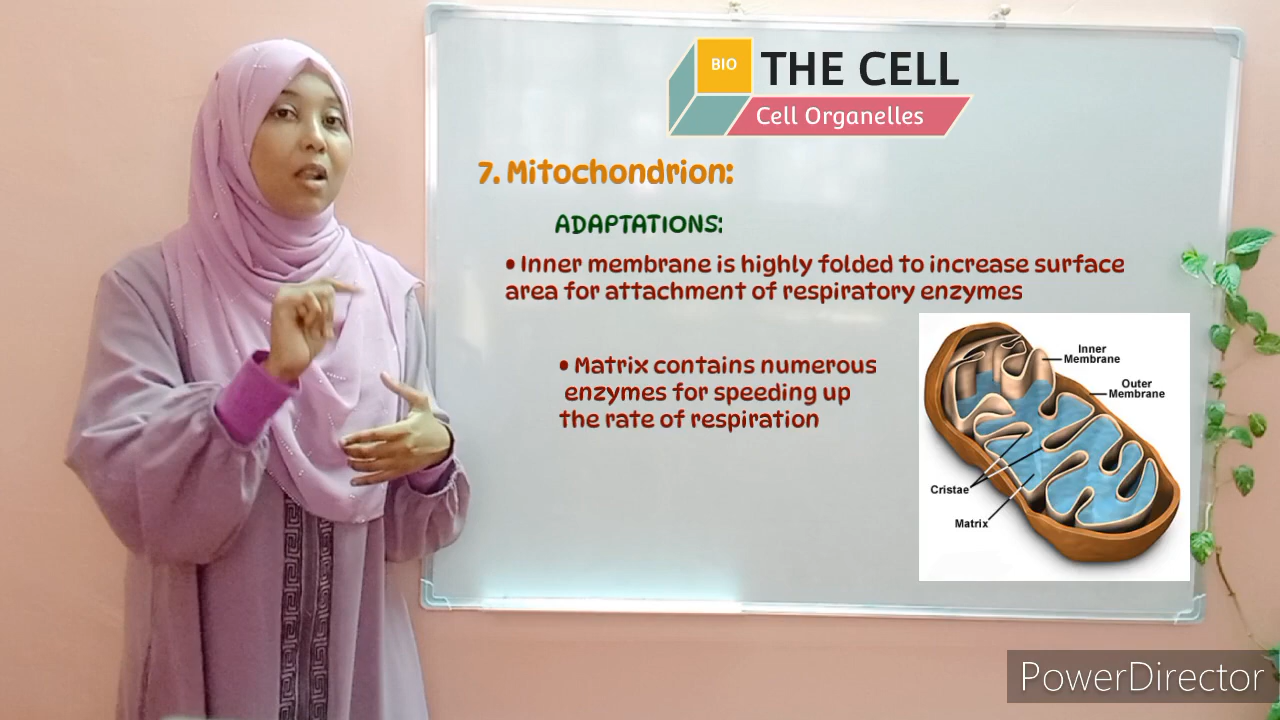 BIO
THE CELL
Cell Organelles
7. Mitochondrion:
ADAPTATIONS:
• Inner membrane is highly folded to increase surface
area for attachment of respiratory enzymes
• Matrix contains numerous
enzymes for speeding up
the rate of respiration
Inner
Membrane
Outer
Membrane
Cristae
Matrix
PowerDirector